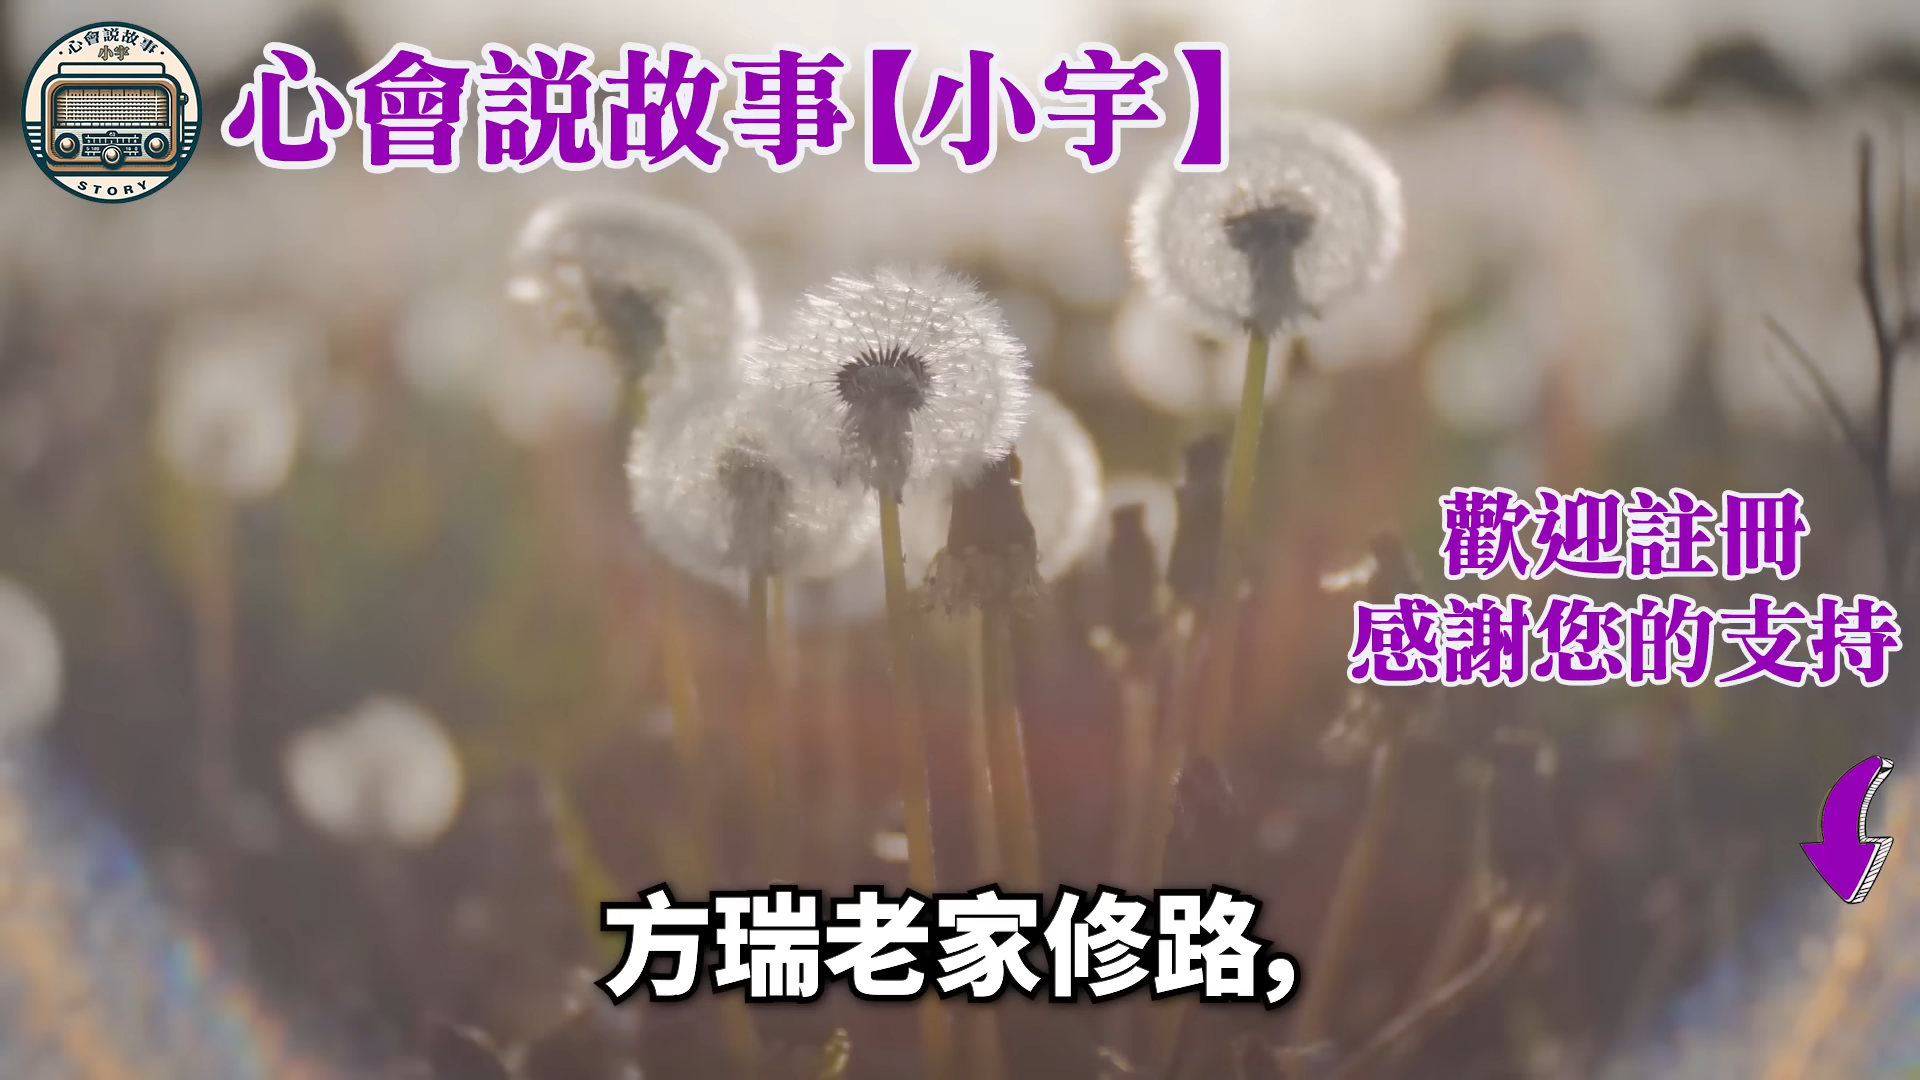 ·心會説故事·
小宇
STORY
心會説故事【小宇】
歡迎註冊
感謝您的支持
方瑞老家修路,